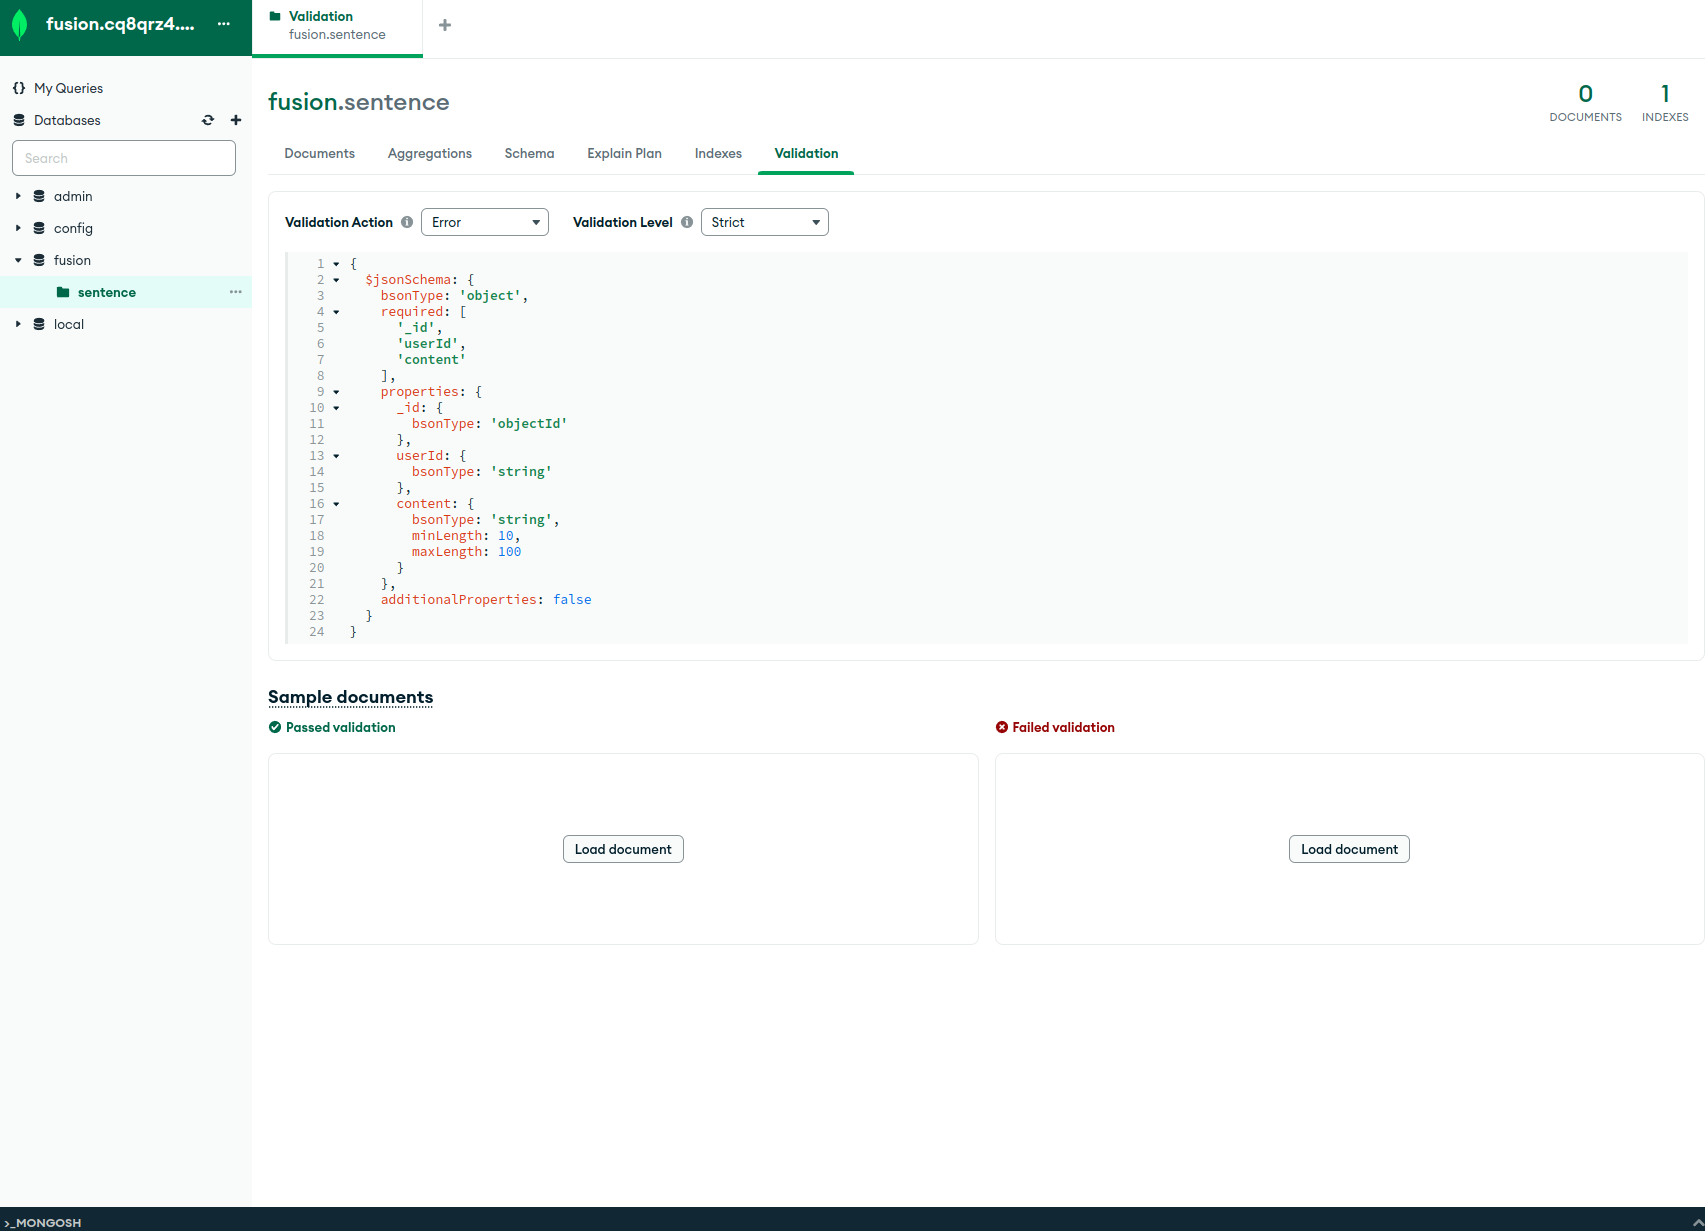 fusion.cq8qrz4....
My Queries
Databases
Search
admin
config
fusion
sentence
local
Validation
fusion.sentence
fusion.sentence
0
DOCUMENTS
1
INDEXES
Documents
Aggregations
Schema
Explain Plan
Indexes
Validation
Validation Action
Error
Validation Level
Strict
1 {
2 $jsonSchema: {
3 bsonType: 'object',
4 required: [
5 '_id',
6 'userId',
7 'content'
8 ],
9 properties: {
10 _id: {
11 bsonType: 'objectId'
12 },
13 userId: {
14 bsonType: 'string'
15 },
16 content: {
17 bsonType: 'string',
18 minLength: 10,
19 maxLength: 100
20 }
21 },
22 additionalProperties: false
23 }
24 }
Sample documents
Passed validation
Load document
Failed validation
Load document
>_MONGOSH